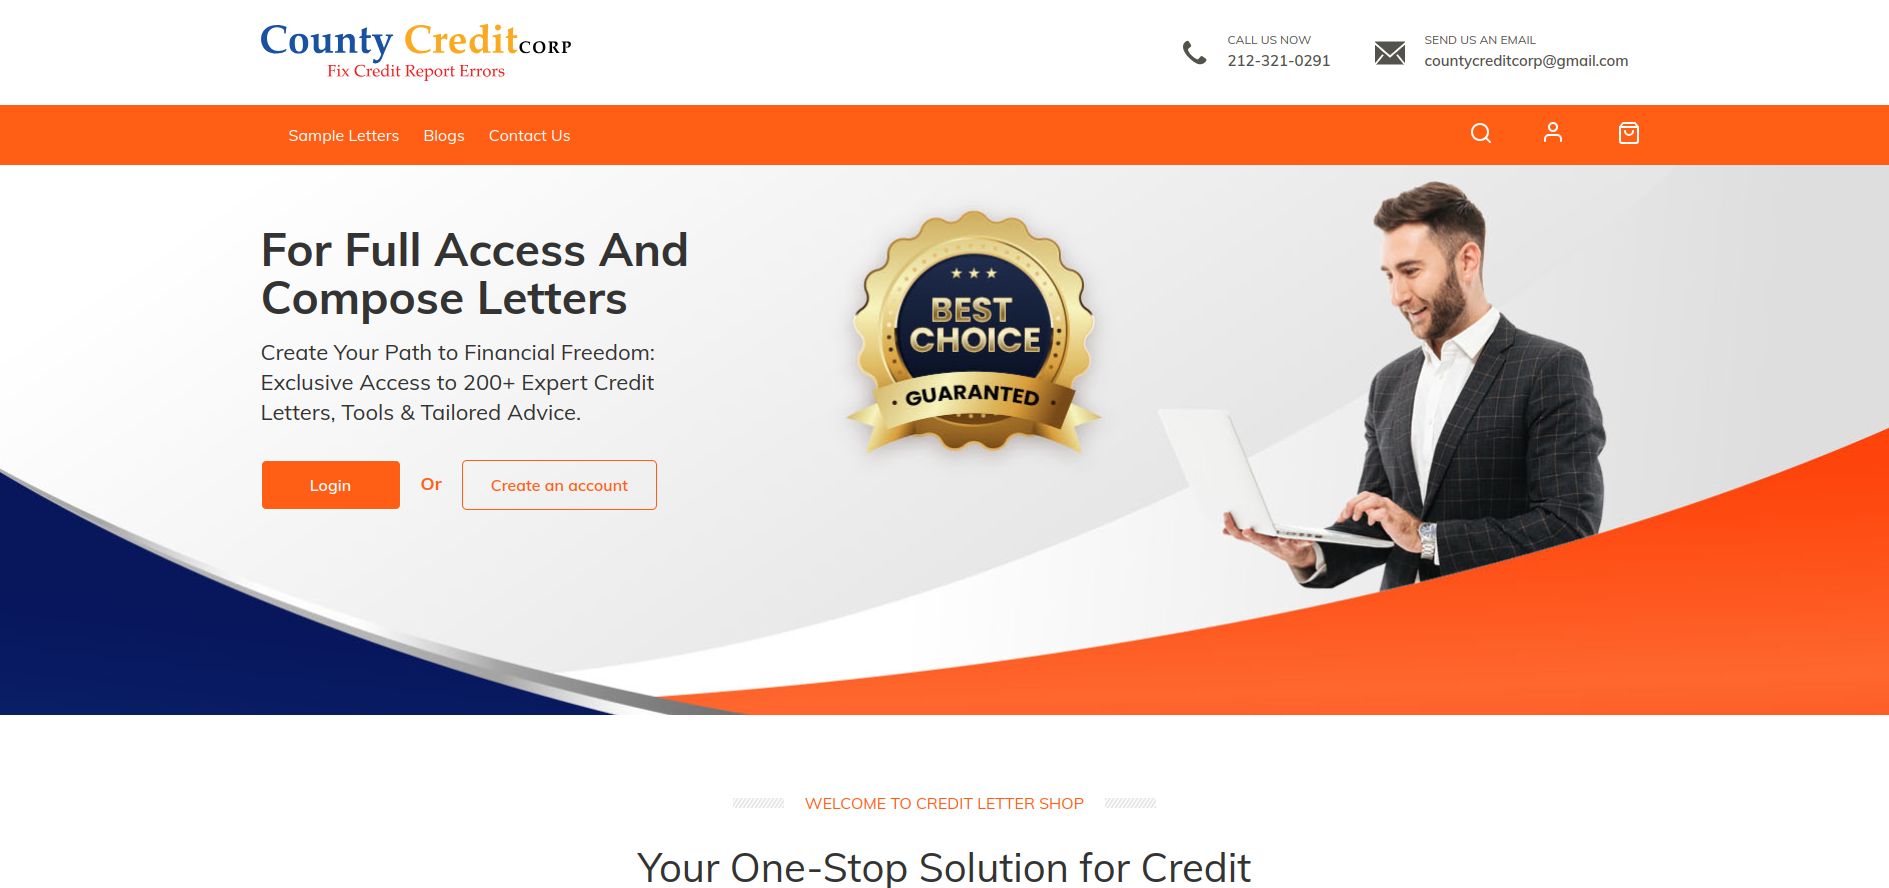 County Credit CORP
Fix Credit Report Errors
CALL US NOW
212-321-0291
SEND US AN EMAIL
countycreditcorp@gmail.com
Sample Letters
Blogs
Contact Us
For Full Access And
Compose Letters
Create Your Path to Financial Freedom:
Exclusive Access to 200+ Expert Credit
Letters, Tools & Tailored Advice.
Login
Or
Create an account
BEST
CHOICE
GUARANTED
WELCOME TO CREDIT LETTER SHOP
Your One-Stop Solution for Credit